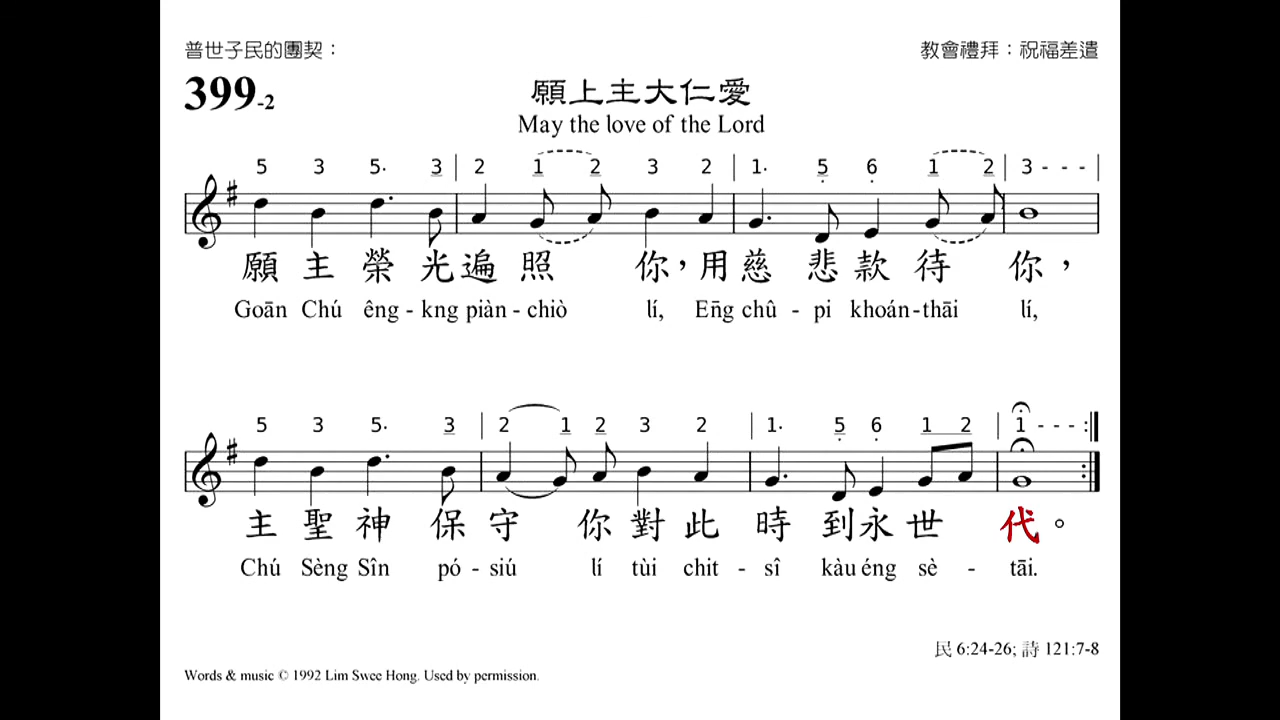 普世子民的團契：
教會禮拜：祝福差遣
399-2
願上主大仁愛
May the love of the Lord
5 3 5· 3 | 2 1 2 3 2 | 1· 5 6 1 2 | 3 - - - |
願主榮光遍照 你，用慈悲款待 你，
Goān Chú êng - kng piàn - chiò lí, Eñg chû - pi khoán-thāi lí,
5 3 5· 3 | 2 1 2 3 2 | 1· 5 6 1 2 | 1 - - - :|
主聖神保守 你對此時到永世代。
Chú Sèng Sîn pó - siú lí tùi chit - sî kàu éng sè - tāi.
民 6:24-26; 詩 121:7-8
Words & music © 1992 Lim Swee Hong. Used by permission.